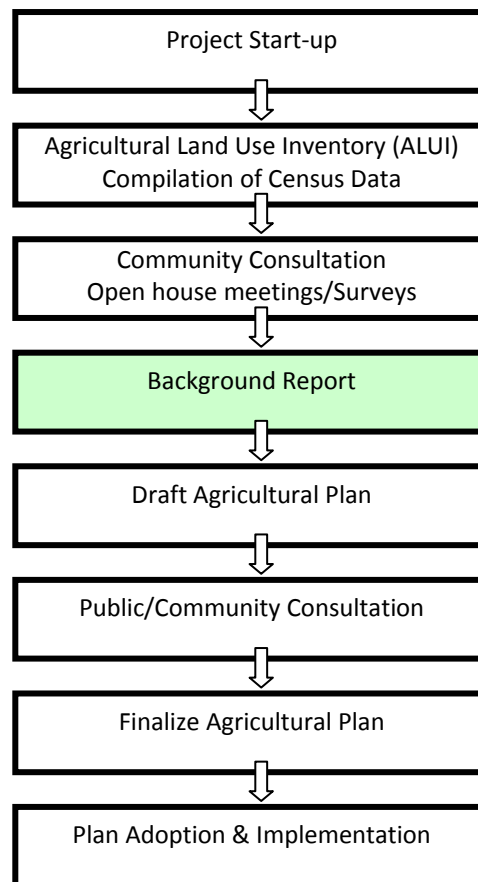 Project Start-up
Agricultural Land Use Inventory (ALUI)
Compilation of Census Data
Community Consultation
Open house meetings/Surveys
Background Report
Draft Agricultural Plan
Public/Community Consultation
Finalize Agricultural Plan
Plan Adoption & Implementation